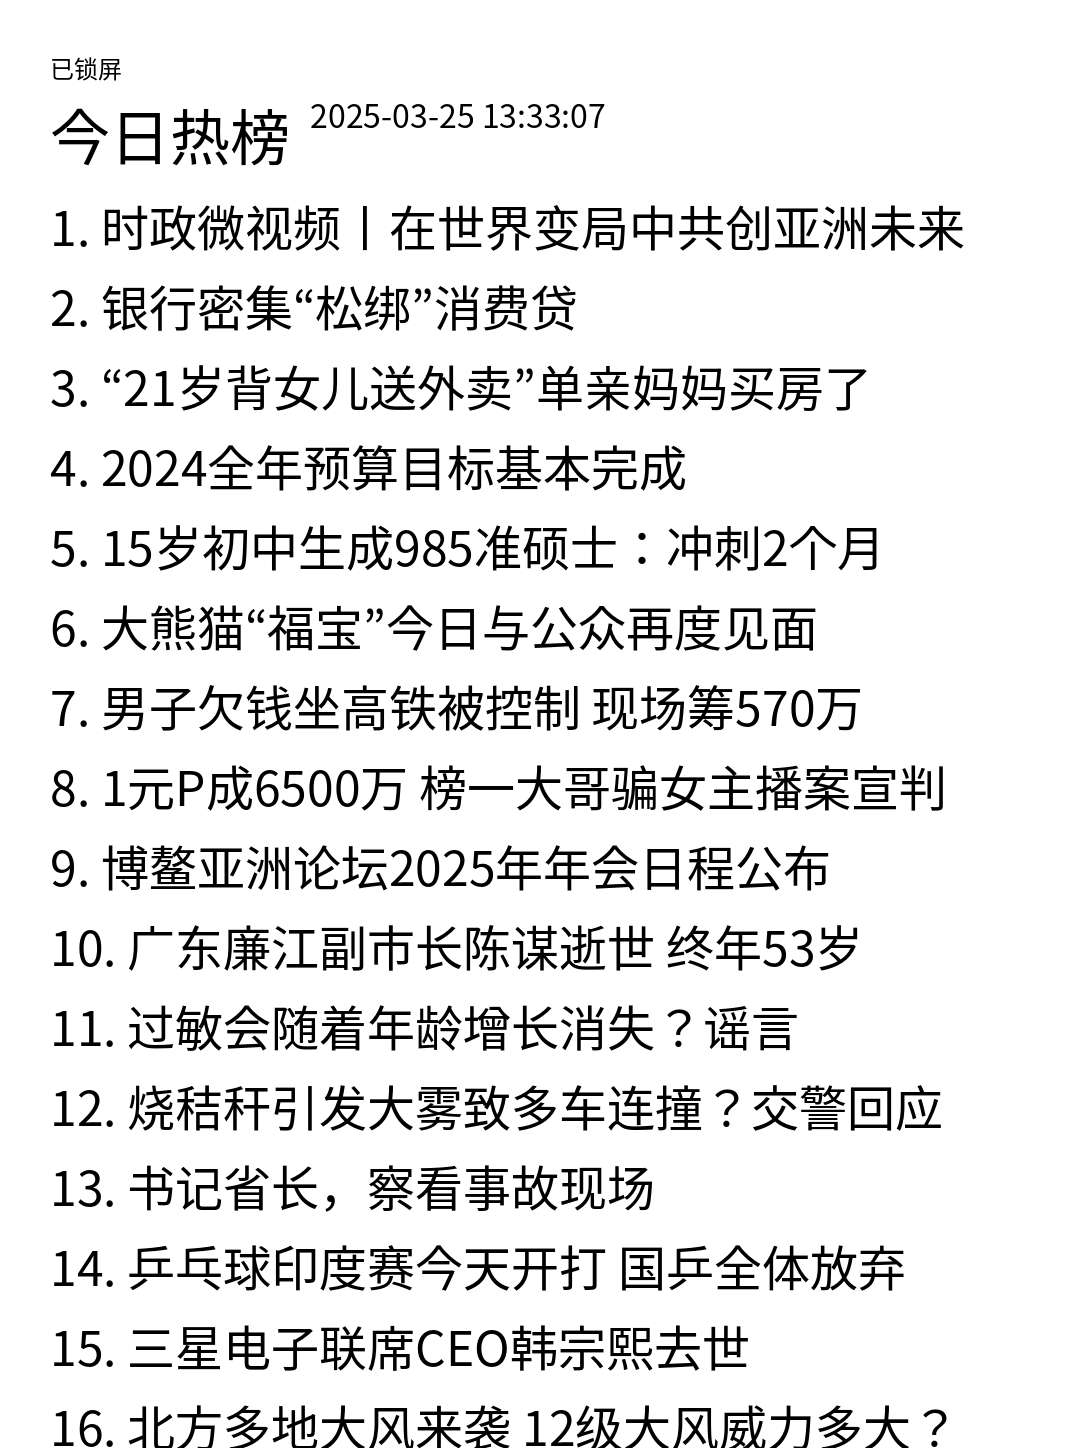 已锁屏
今日热榜 2025-03-25 13:33:07
1. 时政微视频丨在世界变局中共创亚洲未来
2. 银行密集“松绑”消费贷
3. “21岁背女儿送外卖”单亲妈妈买房了
4. 2024全年预算目标基本完成
5. 15岁初中生成985准硕士：冲刺2个月
6. 大熊猫“福宝”今日与公众再度见面
7. 男子欠钱坐高铁被控制 现场筹570万
8. 1元P成6500万 榜一大哥骗女主播案宣判
9. 博鳌亚洲论坛2025年年会日程公布
10. 广东廉江副市长陈谋逝世 终年53岁
11. 过敏会随着年龄增长消失？谣言
12. 烧秸秆引发大雾致多车连撞？交警回应
13. 书记省长，察看事故现场
14. 乒乓球印度赛今天开打 国乒全体放弃
15. 三星电子联席CEO韩宗熙去世
16. 北方多地大风来袭 12级大风威力多大？